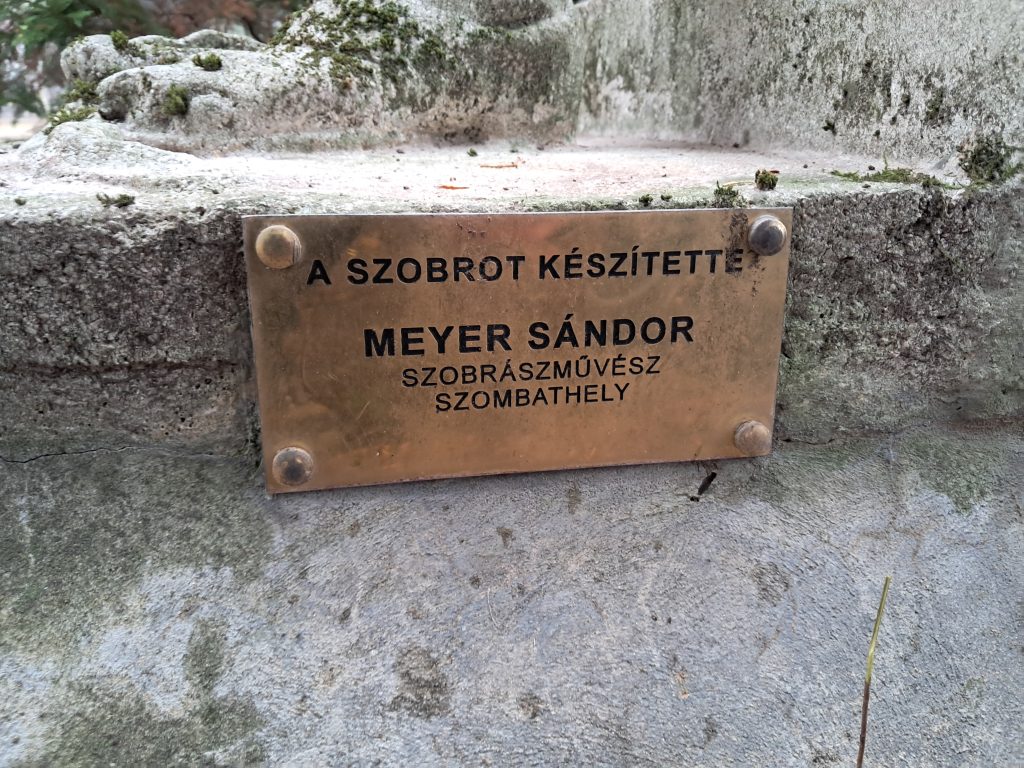 A SZOBROT KÉSZÍTETTE
MEYER SÁNDOR
SZOBRÁSZMŰVÉSZ
SZOMBATHELY